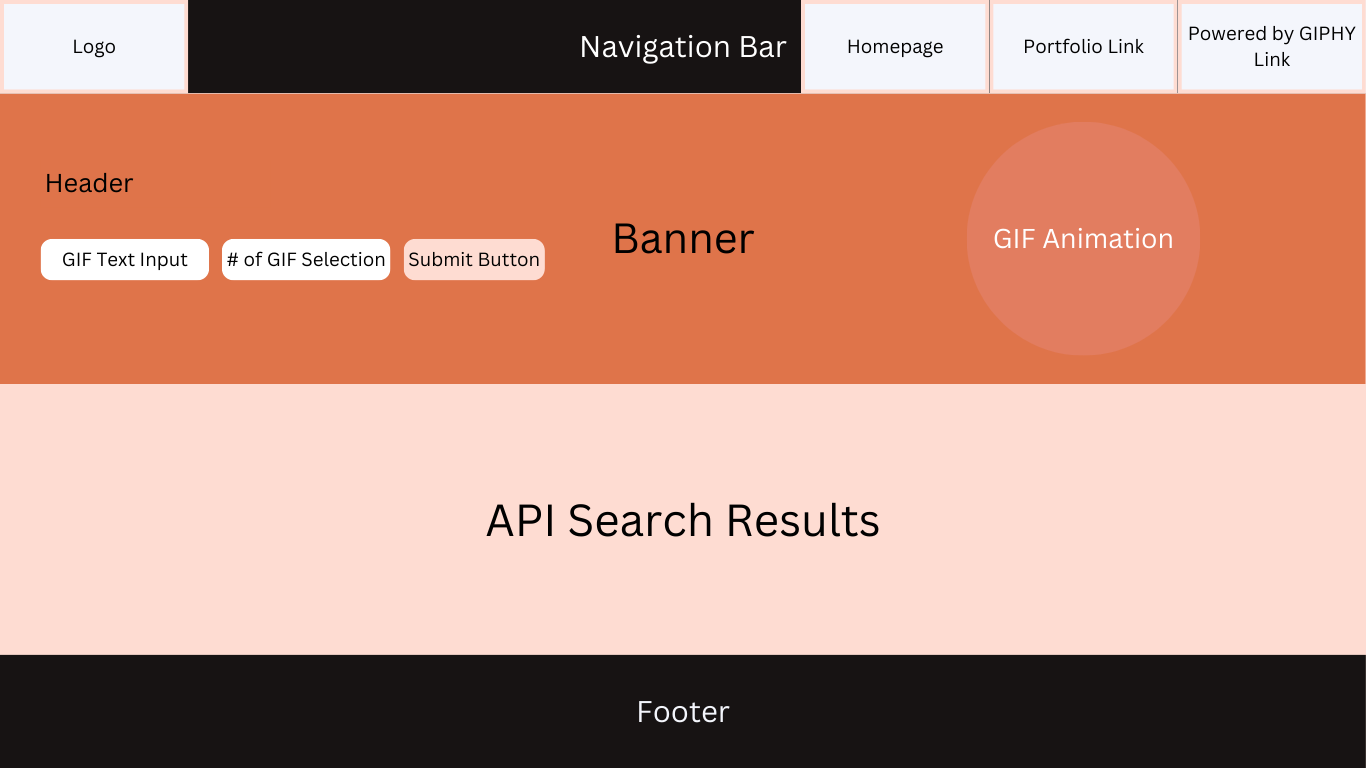 Logo
Navigation Bar
Homepage
Portfolio Link
Powered by GIPHY
Link
Header
GIF Text Input
# of GIF Selection
Submit Button
Banner
GIF Animation
API Search Results
Footer